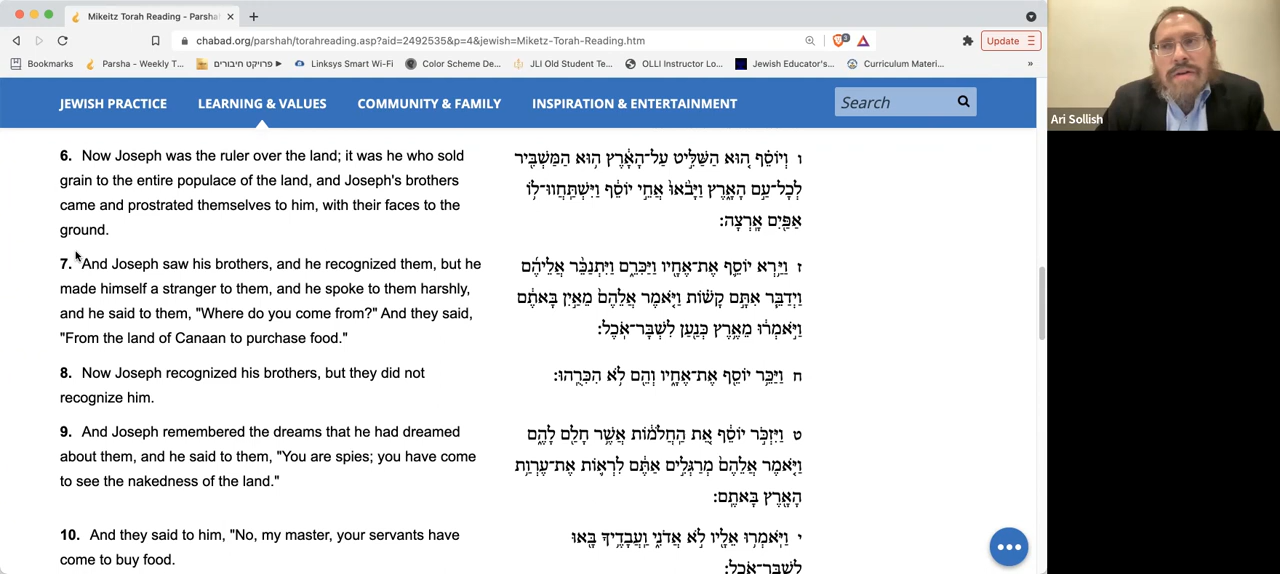 Mikeitz Torah Reading - Parsha
chabad.org/parshah/torahreading.asp?aid=2492535&p=4&jewish=Miketz-Torah-Reading.htm
3
Update
Bookmarks
Parsha - Weekly T...
פרוייקט חיבורים
Linksys Smart Wi-Fi
Color Scheme De...
JLI Old Student Te...
OLLI Instructor Lo...
Jewish Educator's...
Curriculum Materi...
»
JEWISH PRACTICE
LEARNING & VALUES
COMMUNITY & FAMILY
INSPIRATION & ENTERTAINMENT
Search
Ari Sollish
6. Now Joseph was the ruler over the land; it was he who sold
grain to the entire populace of the land, and Joseph's brothers
came and prostrated themselves to him, with their faces to the
ground.
ו וְיוֹסֵ֗ף ה֚וּא הַשַּׁלִּ֣יט עַל־הָאָ֔רֶץ ה֥וּא הַמַּשְׁבִּ֖יר
לְכָל־עַ֣ם הָאָ֑רֶץ וַיָּבֹ֨אוּ֙ אֲחֵ֣י יוֹסֵ֔ף וַיִּשְׁתַּֽחֲווּ־ל֥וֹ
אַפַּ֖יִם אָֽרְצָה:
7. And Joseph saw his brothers, and he recognized them, but he
made himself a stranger to them, and he spoke to them harshly,
and he said to them, "Where do you come from?" And they said,
"From the land of Canaan to purchase food."
ז וַיַּ֥רְא יוֹסֵ֛ף אֶת־אֶחָ֖יו וַיַּכִּרֵ֑ם וַיִּתְנַכֵּ֨ר אֲלֵיהֶ֜ם
וַיְדַבֵּ֧ר אִתָּ֣ם קָשׁ֗וֹת וַיֹּ֤אמֶר אֲלֵהֶם֙ מֵאַ֣יִן בָּאתֶ֔ם
וַיֹּ֣אמְר֔וּ מֵאֶ֥רֶץ כְּנַ֖עַן לִשְׁבָּר־אֹֽכֶל:
8. Now Joseph recognized his brothers, but they did not
recognize him.
ח וַיַּכֵּ֥ר יוֹסֵ֖ף אֶת־אֶחָ֑יו וְהֵ֖ם לֹ֥א הִכִּרֻֽהוּ:
9. And Joseph remembered the dreams that he had dreamed
about them, and he said to them, "You are spies; you have come
to see the nakedness of the land."
ט וַיִּזְכֹּ֣ר יוֹסֵ֔ף אֵ֚ת הַֽחֲלֹמ֔וֹת אֲשֶׁ֥ר חָלַ֖ם לָהֶ֑ם
וַיֹּ֤אמֶר אֲלֵהֶם֙ מְרַגְּלִ֣ים אַתֶּ֔ם לִרְא֛וֹת אֶת־עֶרְוַ֥ת
הָאָ֖רֶץ בָּאתֶֽם:
10. And they said to him, "No, my master, your servants have
come to buy food.
י וַיֹּֽאמְר֥וּ אֵלָ֖יו לֹ֣א אֲדֹנִ֑י וַֽעֲבָדֶ֥יךָ בָּ֖אוּ
לִשְׁבָּר־אֹֽכֶל: